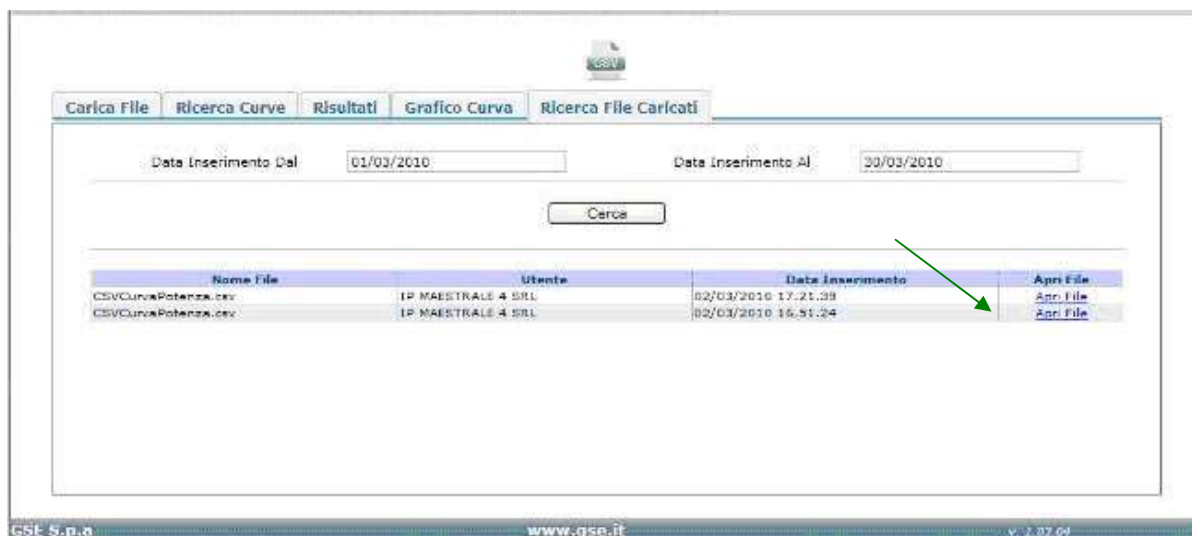 CSV
Carica File Ricerca Curve Risultati Grafico Curva Ricerca File Caricati
Data Inserimento Dal 01/03/2010 Data Inserimento Al 30/03/2010
Cerca
Nome File Utente Data Inserimento Apri File
CSVCurvaPotenza.csv IP MAESTRALE 4 SRL 02/03/2010 17.21.39 Apri File
CSVCurvaPotenza.csv IP MAESTRALE 4 SRL 02/03/2010 16.51.24 Apri File
GSE S.p.a www.gse.it